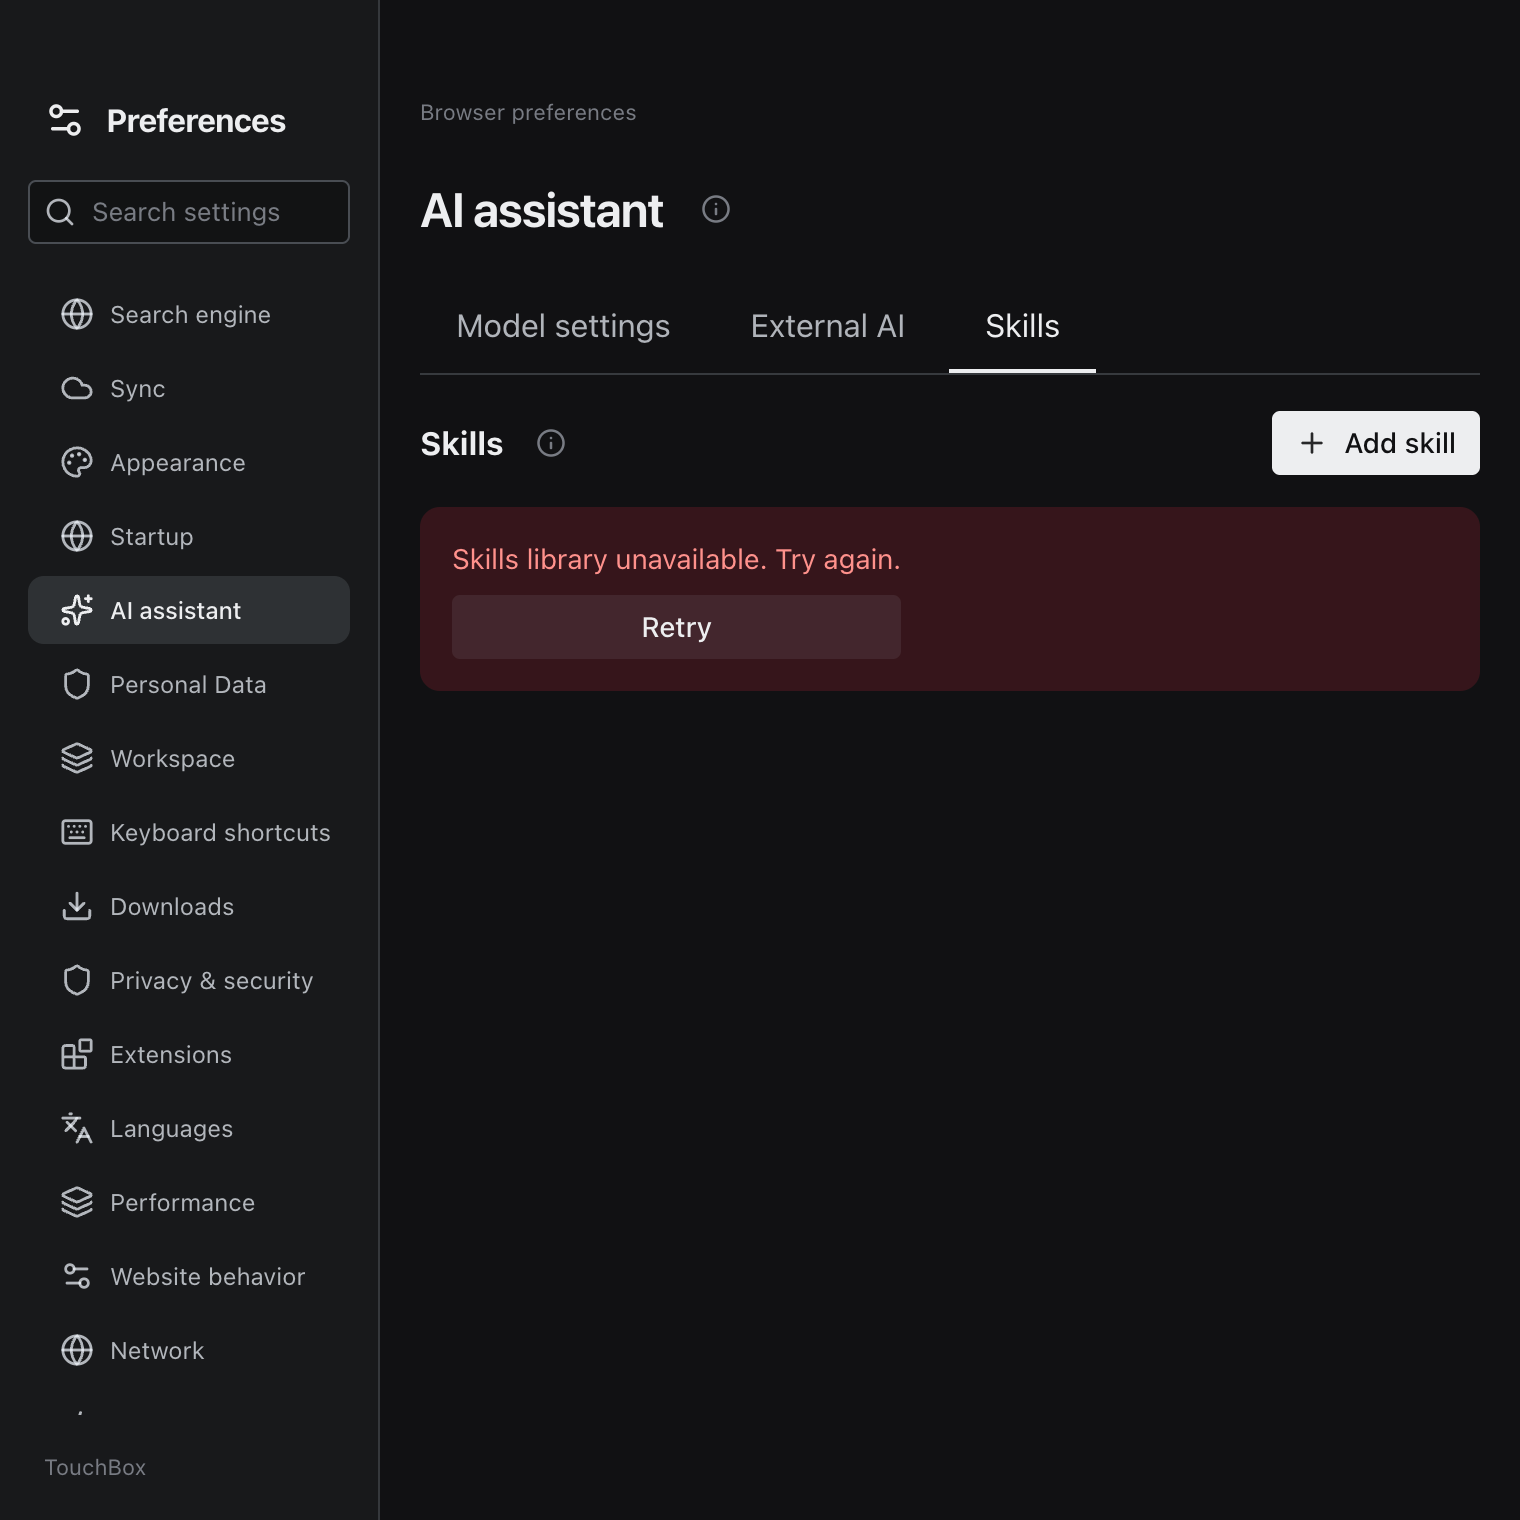 Preferences
Search settings
Search engine
Sync
Appearance
Startup
AI assistant
Personal Data
Workspace
Keyboard shortcuts
Downloads
Privacy & security
Extensions
Languages
Performance
Website behavior
Network
TouchBox
Browser preferences
AI assistant
Model settings External AI Skills
Skills
Add skill
Skills library unavailable. Try again.
Retry